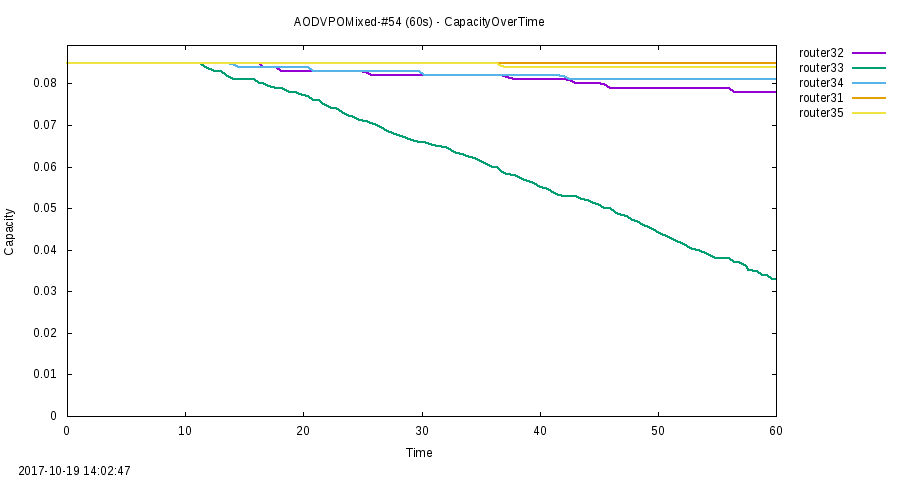 AODVPOMixed-#54 (60s) - CapacityOverTime
router32
router33
router34
router31
router35
0.08
0.07
0.06
0.05
0.04
0.03
0.02
0.01
0
Capacity
0 10 20 30 40 50 60
Time
2017-10-19 14:02:47